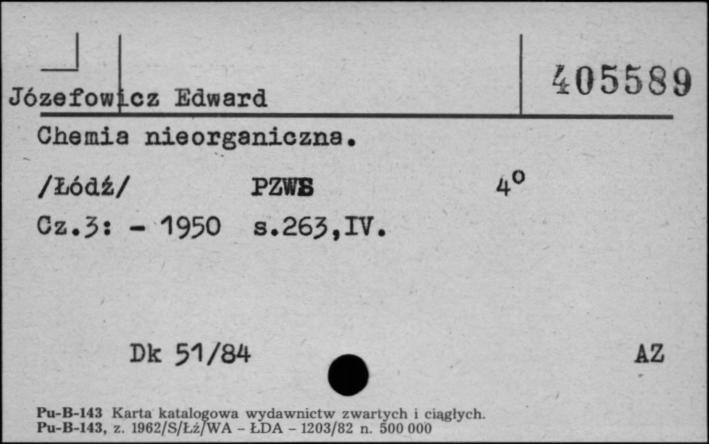 405589
Józefowicz Edward
Chemia nieorganiczna.
/Łódź/ PZWS 4°
Cz.3: - 1950 s.263,IV.
Dk 51/84 AZ
Pu-B-143 Karta katalogowa wydawnictw zwartych i ciągłych.
Pu-B-143, z. 1962/S/Łż/WA - ŁDA - 1203/82 n. 500 000